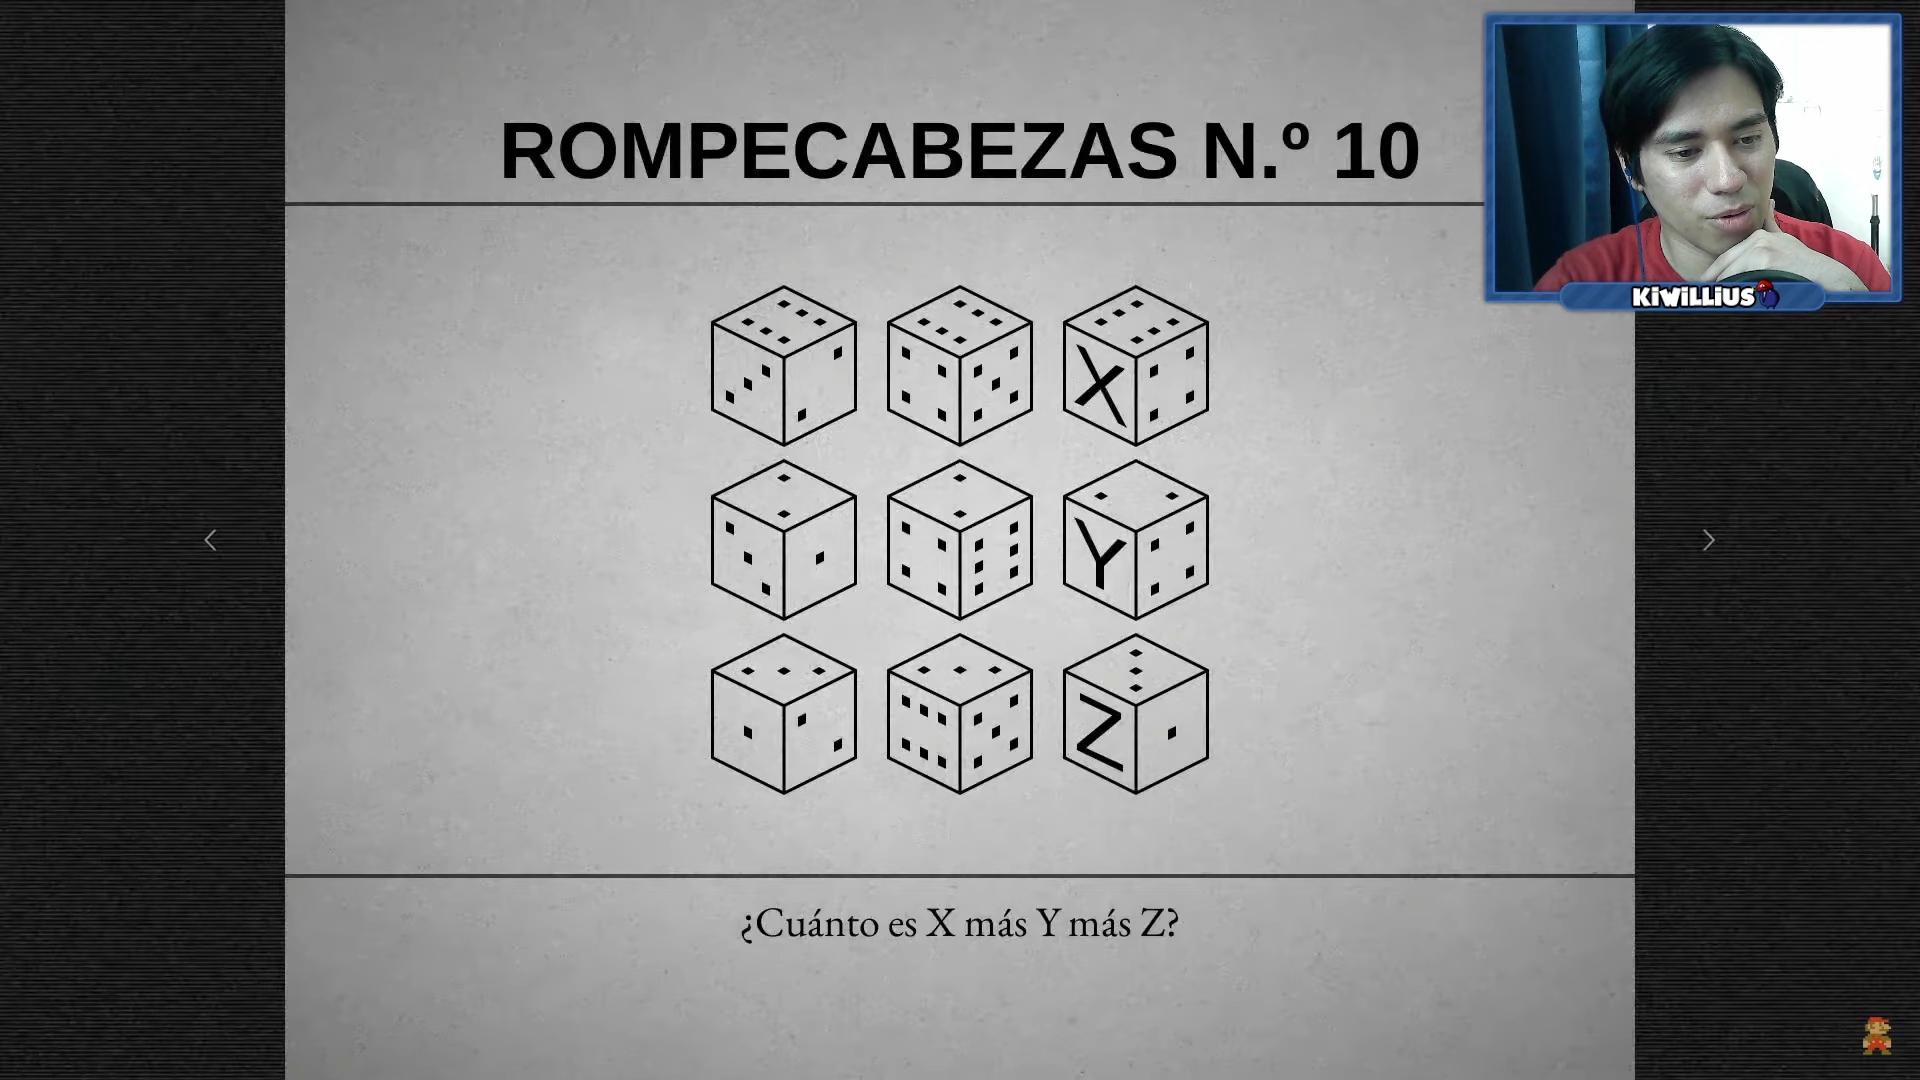 ROMPECABEZAS N.º 10
KiWiLLiUS
X
Y
Z
¿Cuánto es X más Y más Z?